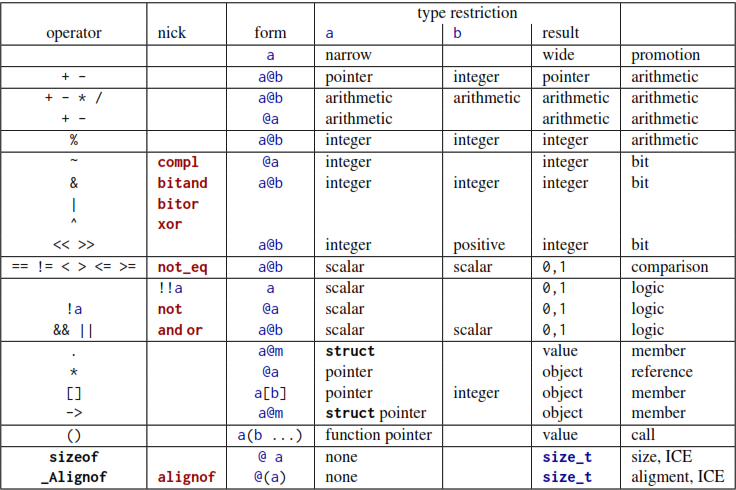 type restriction
operator nick form a b result
a narrow wide promotion
+ - a@b pointer integer pointer arithmetic
+ - * / a@b arithmetic arithmetic arithmetic arithmetic
+ - @a arithmetic arithmetic arithmetic
% a@b integer integer integer arithmetic
~ compl @a integer integer bit
& bitand a@b integer integer integer bit
| bitor
^ xor
<< >> a@b integer positive integer bit
== != < > <= >= not_eq a@b scalar scalar 0,1 comparison
!!a a scalar 0,1 logic
!a not @a scalar 0,1 logic
&& || and or a@b scalar scalar 0,1 logic
. a@m struct value member
* @a pointer object reference
[] a[b] pointer integer object member
-> a@m struct pointer object member
() a(b ...) function pointer value call
sizeof @ a none size_t size, ICE
_Alignof alignof @(a) none size_t aligment, ICE